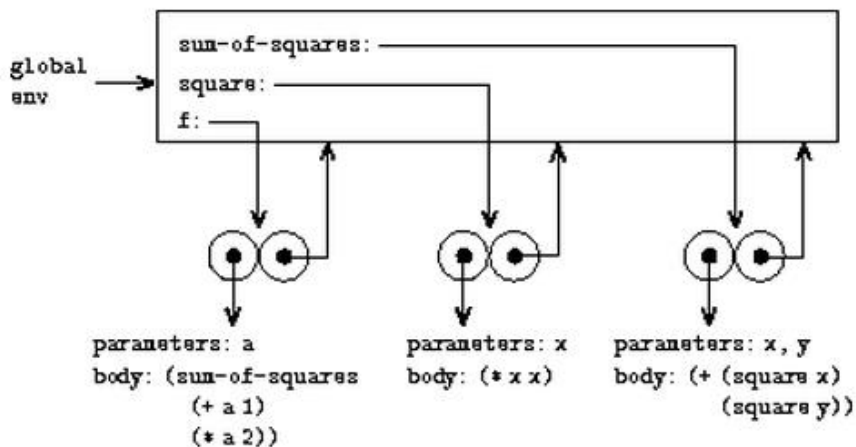 sum-of-squares:
global
env
square:
f:
parameters: a
body: (sum-of-squares
(+ a 1)
(* a 2))
parameters: x
body: (* x x)
parameters: x, y
body: (+ (square x)
(square y))